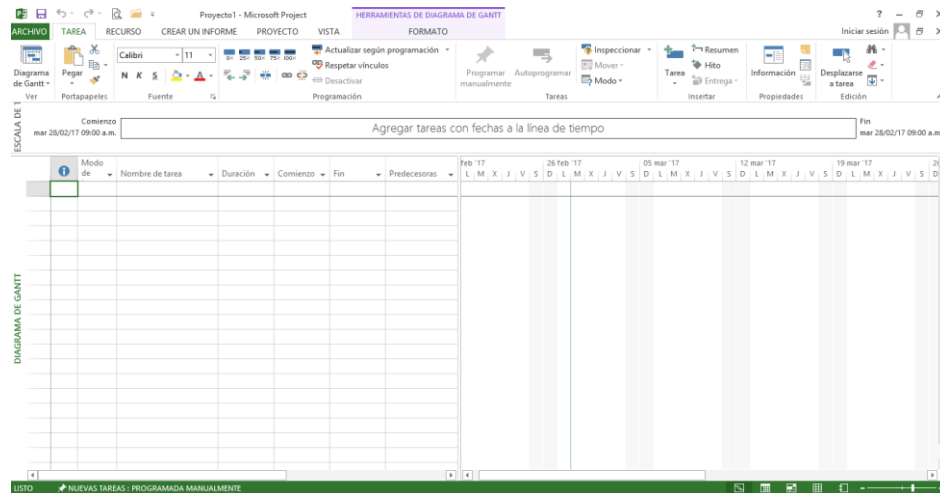 Proyecto1 - Microsoft Project
HERRAMIENTAS DE DIAGRAMA DE GANTT
?
ARCHIVO TAREA RECURSO CREAR UN INFORME PROYECTO VISTA FORMATO
Iniciar sesión
Diagrama de Gantt
Ver
Pegar
Portapapeles
Calibri 11
N K S A
Fuente
0% 25% 50% 75% 100%
Actualizar según programación
Respetar vínculos
Desactivar
Programación
Programar manualmente
Autoprogramar
Inspeccionar
Mover
Modo
Tareas
Tarea
Resumen
Hito
Entrega
Insertar
Información
Propiedades
Desplazarse a tarea
Edición
ESCALA DE T
Comienzo
mar 28/02/17 09:00 a.m.
Agregar tareas con fechas a la línea de tiempo
Fin
mar 28/02/17 09:00 a.m.
Modo de
Nombre de tarea
Duración
Comienzo
Fin
Predecesoras
feb '17 26 feb '17 05 mar '17 12 mar '17 19 mar '17
L M X J V S D L M X J V S D L M X J V S D L M X J V S D L M X J V S D
DIAGRAMA DE GANTT
LISTO
NUEVAS TAREAS : PROGRAMADA MANUALMENTE